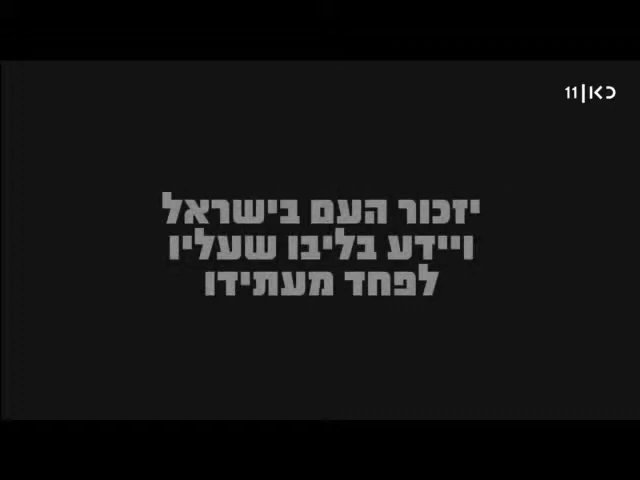 כאן 11
יזכור העם בישראל
ויידע בליבו שעליו
לפחד מעתידו